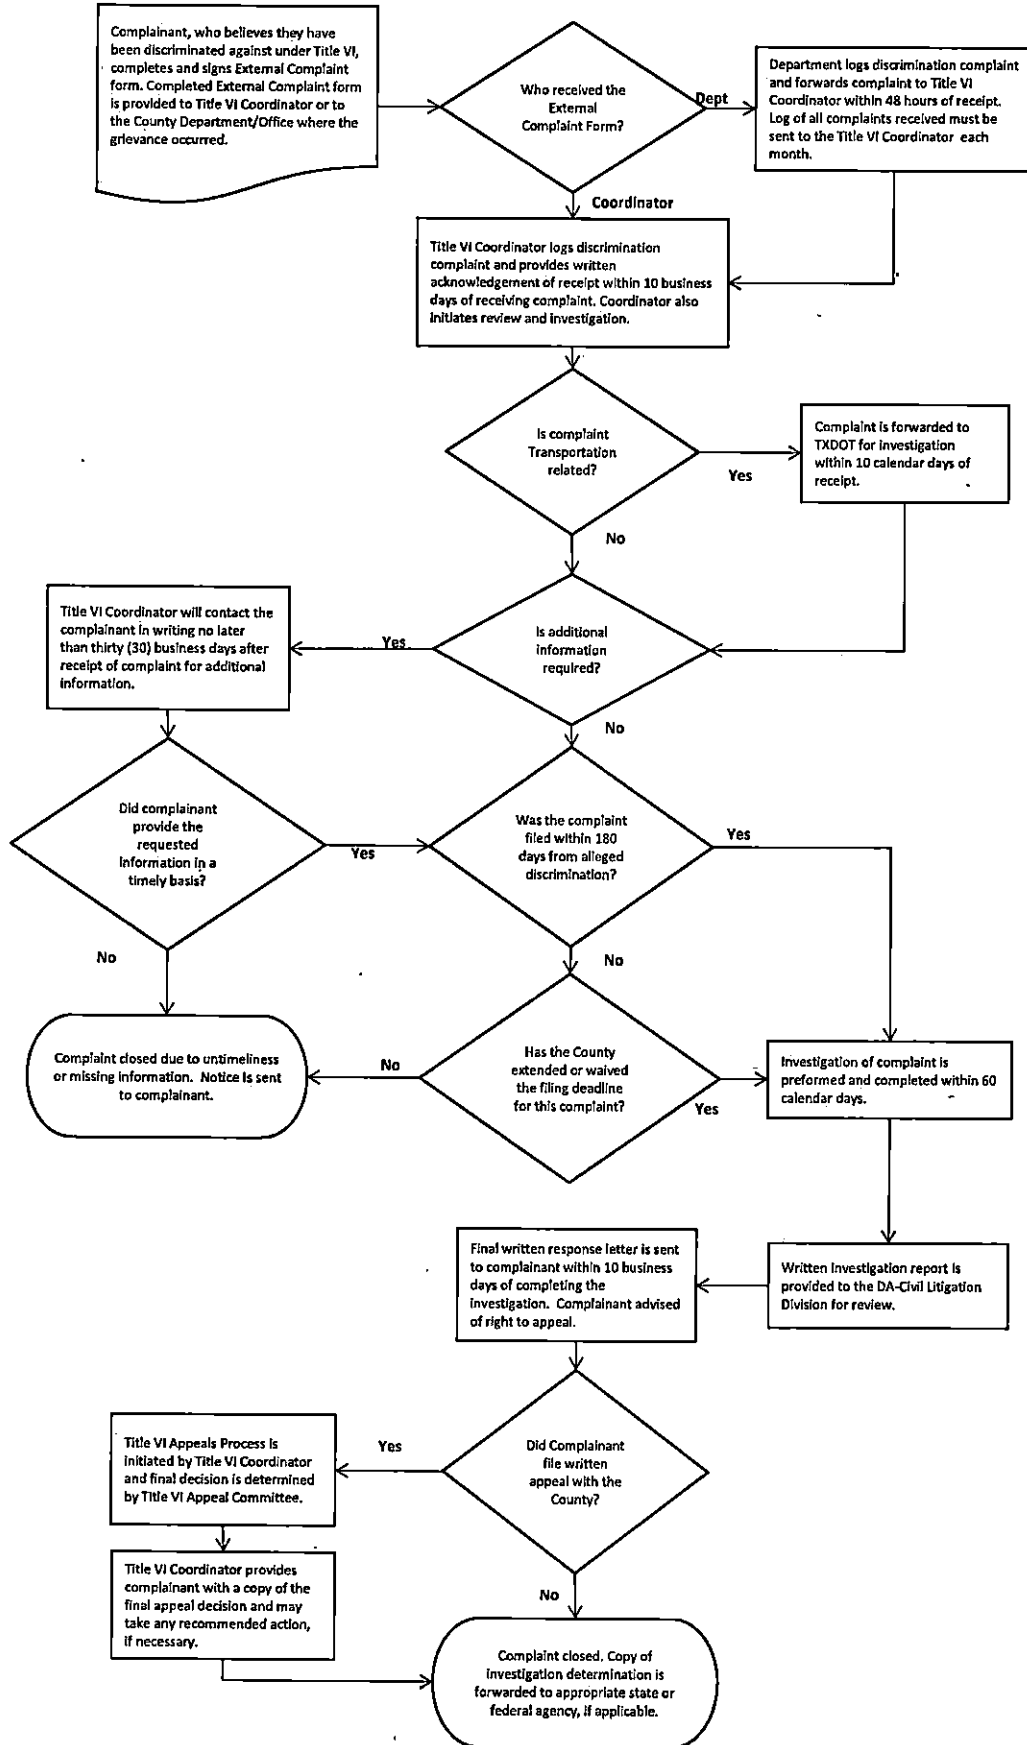 Complainant, who believes they have
been discriminated against under Title VI,
completes and signs External Complaint
form. Completed External Complaint form
is provided to Title VI Coordinator or to
the County Department/Office where the
grievance occurred.
Who received the
External
Complaint Form?
Dept
Department logs discrimination complaint
and forwards complaint to Title VI
Coordinator within 48 hours of receipt.
Log of all complaints received must be
sent to the Title VI Coordinator each
month.
Coordinator
Title VI Coordinator logs discrimination
complaint and provides written
acknowledgement of receipt within 10 business
days of receiving complaint. Coordinator also
initiates review and investigation.
Is complaint
Transportation
related?
Yes
Complaint is forwarded to
TXDOT for investigation
within 10 calendar days of
receipt.
No
Title VI Coordinator will contact the
complainant in writing no later
than thirty (30) business days after
receipt of complaint for additional
information.
Yes
Is additional
information
required?
No
Did complainant
provide the
requested
information in a
timely basis?
Yes
Was the complaint
filed within 180
days from alleged
discrimination?
Yes
No
No
Complaint closed due to untimeliness
or missing information. Notice is sent
to complainant.
No
Has the County
extended or waived
the filing deadline
for this complaint?
Yes
Investigation of complaint is
preformed and completed within 60
calendar days.
Final written response letter is sent
to complainant within 10 business
days of completing the
investigation. Complainant advised
of right to appeal.
Written investigation report is
provided to the DA-Civil Litigation
Division for review.
Title VI Appeals Process is
initiated by Title VI Coordinator
and final decision is determined
by Title VI Appeal Committee.
Yes
Did Complainant
file written
appeal with the
County?
Title VI Coordinator provides
complainant with a copy of the
final appeal decision and may
take any recommended action,
if necessary.
No
Complaint closed. Copy of
investigation determination is
forwarded to appropriate state or
federal agency, if applicable.